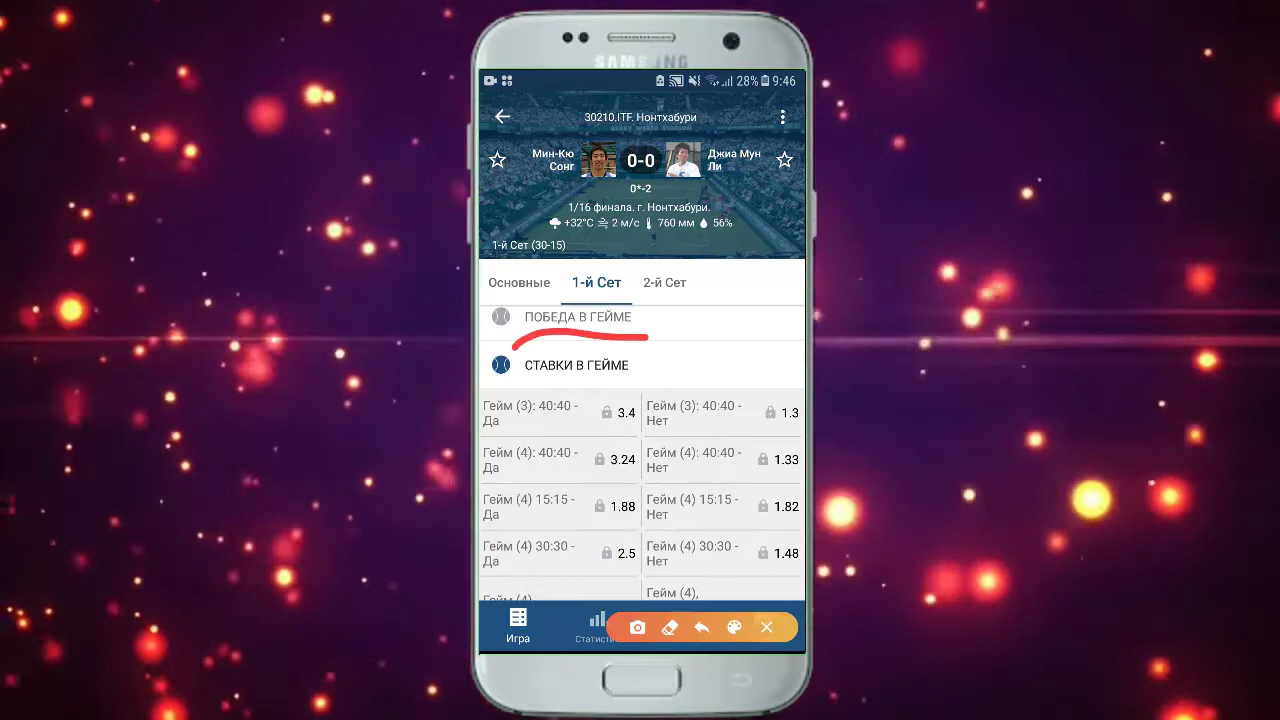 SAMSUNG
28% 9:46
30210.ITF. Нонтхабури
Мин-Кю Сонг
0-0
Джиа Мун Ли
0*-2
1/16 финала. г. Нонтхабури.
+32°C 2 м/с 760 мм 56%
1-й Сет (30-15)
Основные 1-й Сет 2-й Сет
ПОБЕДА В ГЕЙМЕ
СТАВКИ В ГЕЙМЕ
Гейм (3): 40:40 - Да 3.4
Гейм (3): 40:40 - Нет 1.3
Гейм (4): 40:40 - Да 3.24
Гейм (4): 40:40 - Нет 1.33
Гейм (4) 15:15 - Да 1.88
Гейм (4) 15:15 - Нет 1.82
Гейм (4) 30:30 - Да 2.5
Гейм (4) 30:30 - Нет 1.48
Гейм (4),
Гейм (4),
Игра